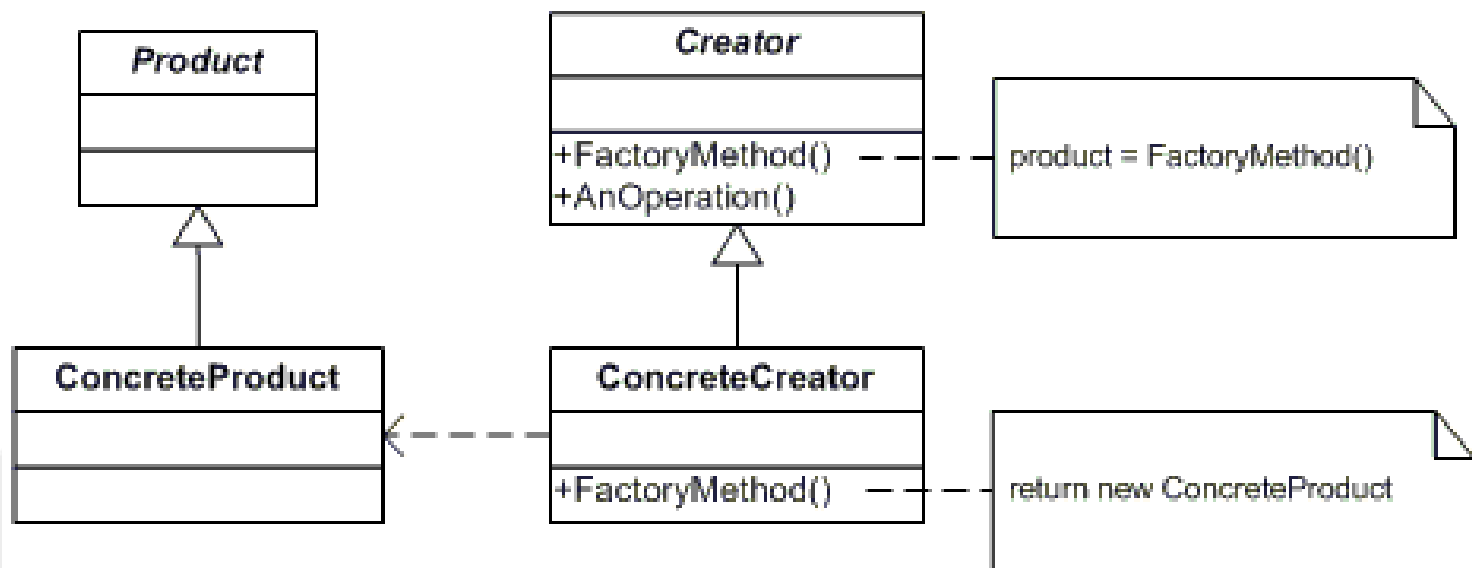 Product
Creator
+FactoryMethod()
+AnOperation()
product = FactoryMethod()
ConcreteProduct
ConcreteCreator
+FactoryMethod()
return new ConcreteProduct